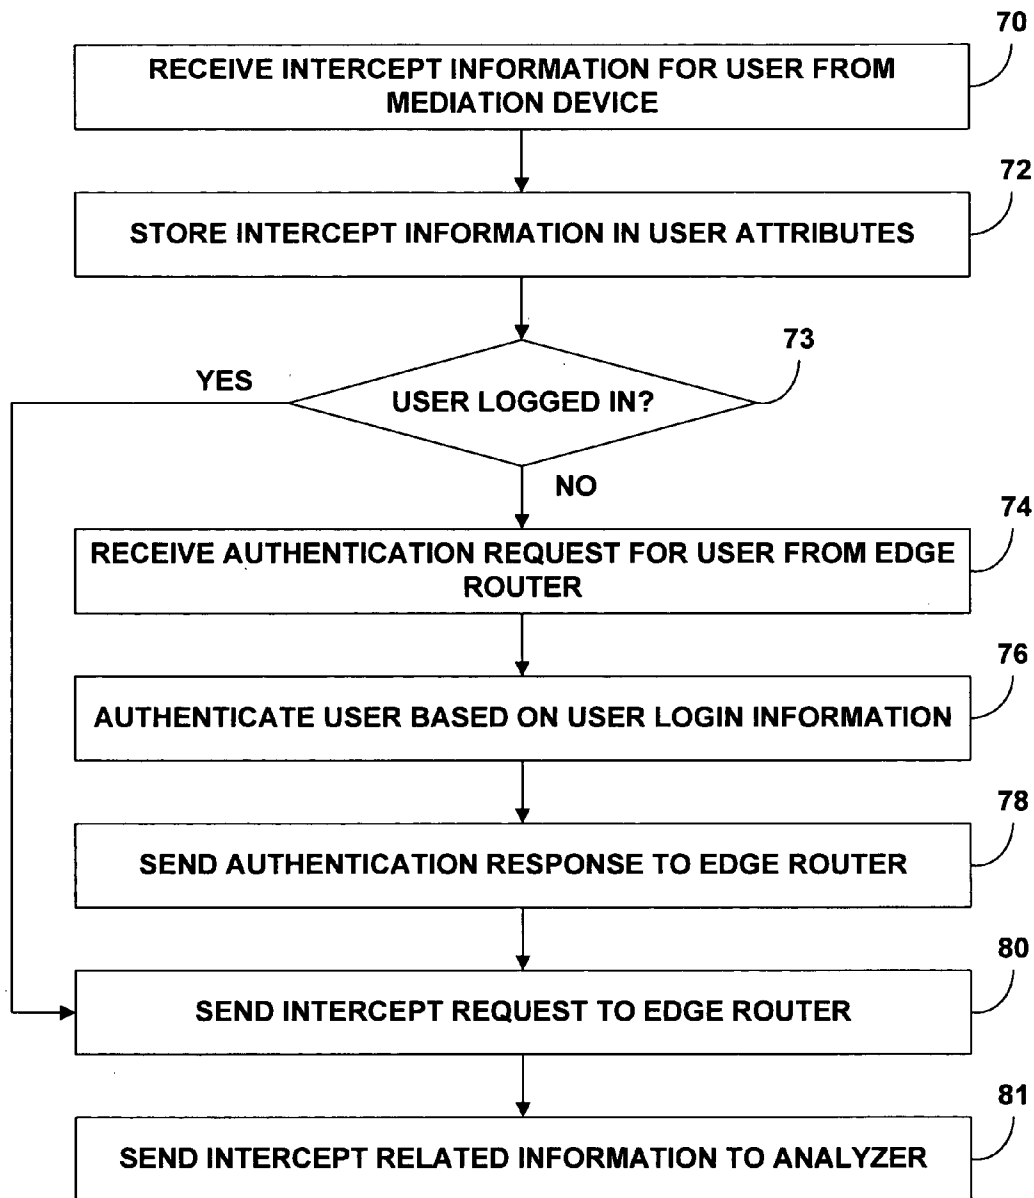 70
RECEIVE INTERCEPT INFORMATION FOR USER FROM
MEDIATION DEVICE
72
STORE INTERCEPT INFORMATION IN USER ATTRIBUTES
73
YES
USER LOGGED IN?
NO
74
RECEIVE AUTHENTICATION REQUEST FOR USER FROM EDGE
ROUTER
76
AUTHENTICATE USER BASED ON USER LOGIN INFORMATION
78
SEND AUTHENTICATION RESPONSE TO EDGE ROUTER
80
SEND INTERCEPT REQUEST TO EDGE ROUTER
81
SEND INTERCEPT RELATED INFORMATION TO ANALYZER